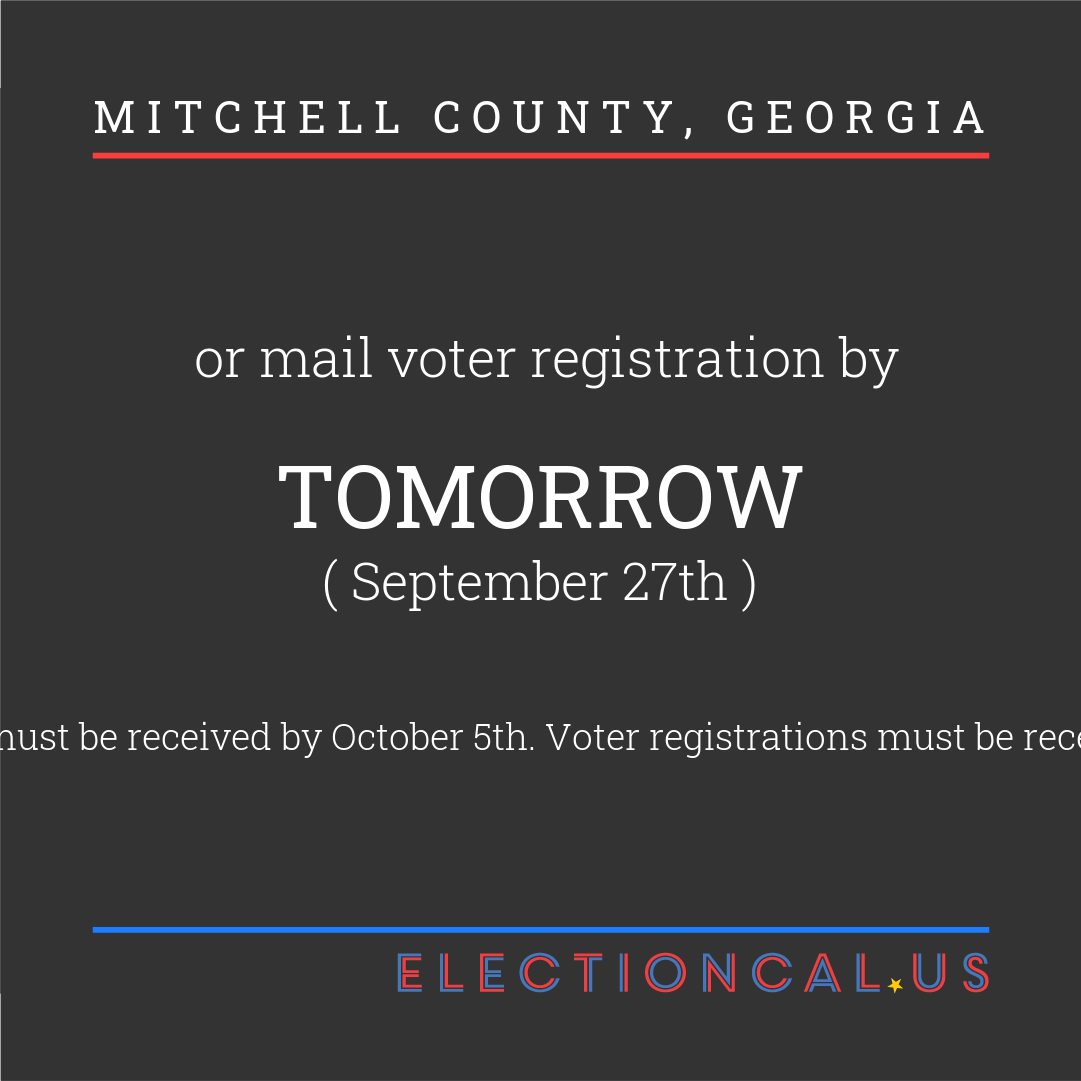 MITCHELL COUNTY, GEORGIA
or mail voter registration by
TOMORROW
( September 27th )
must be received by October 5th. Voter registrations must be rece
ELECTIONCAL.US